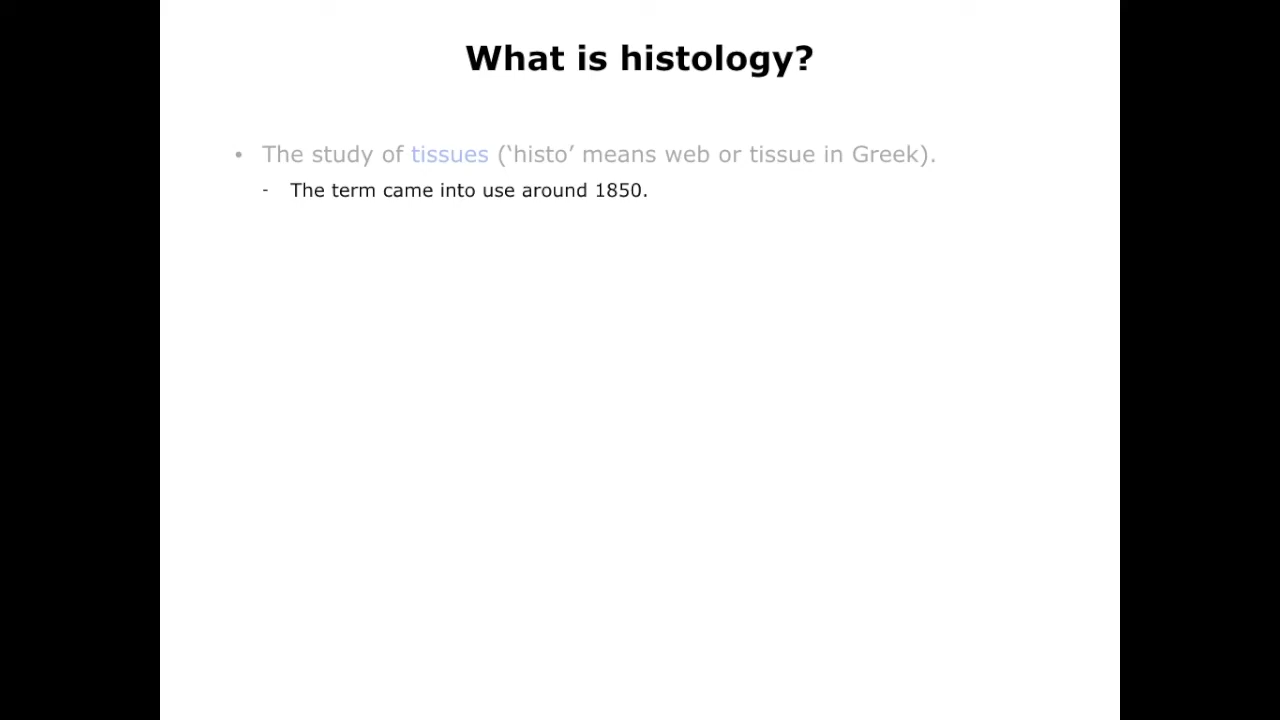 What is histology?
• The study of tissues (‘histo’ means web or tissue in Greek).
- The term came into use around 1850.